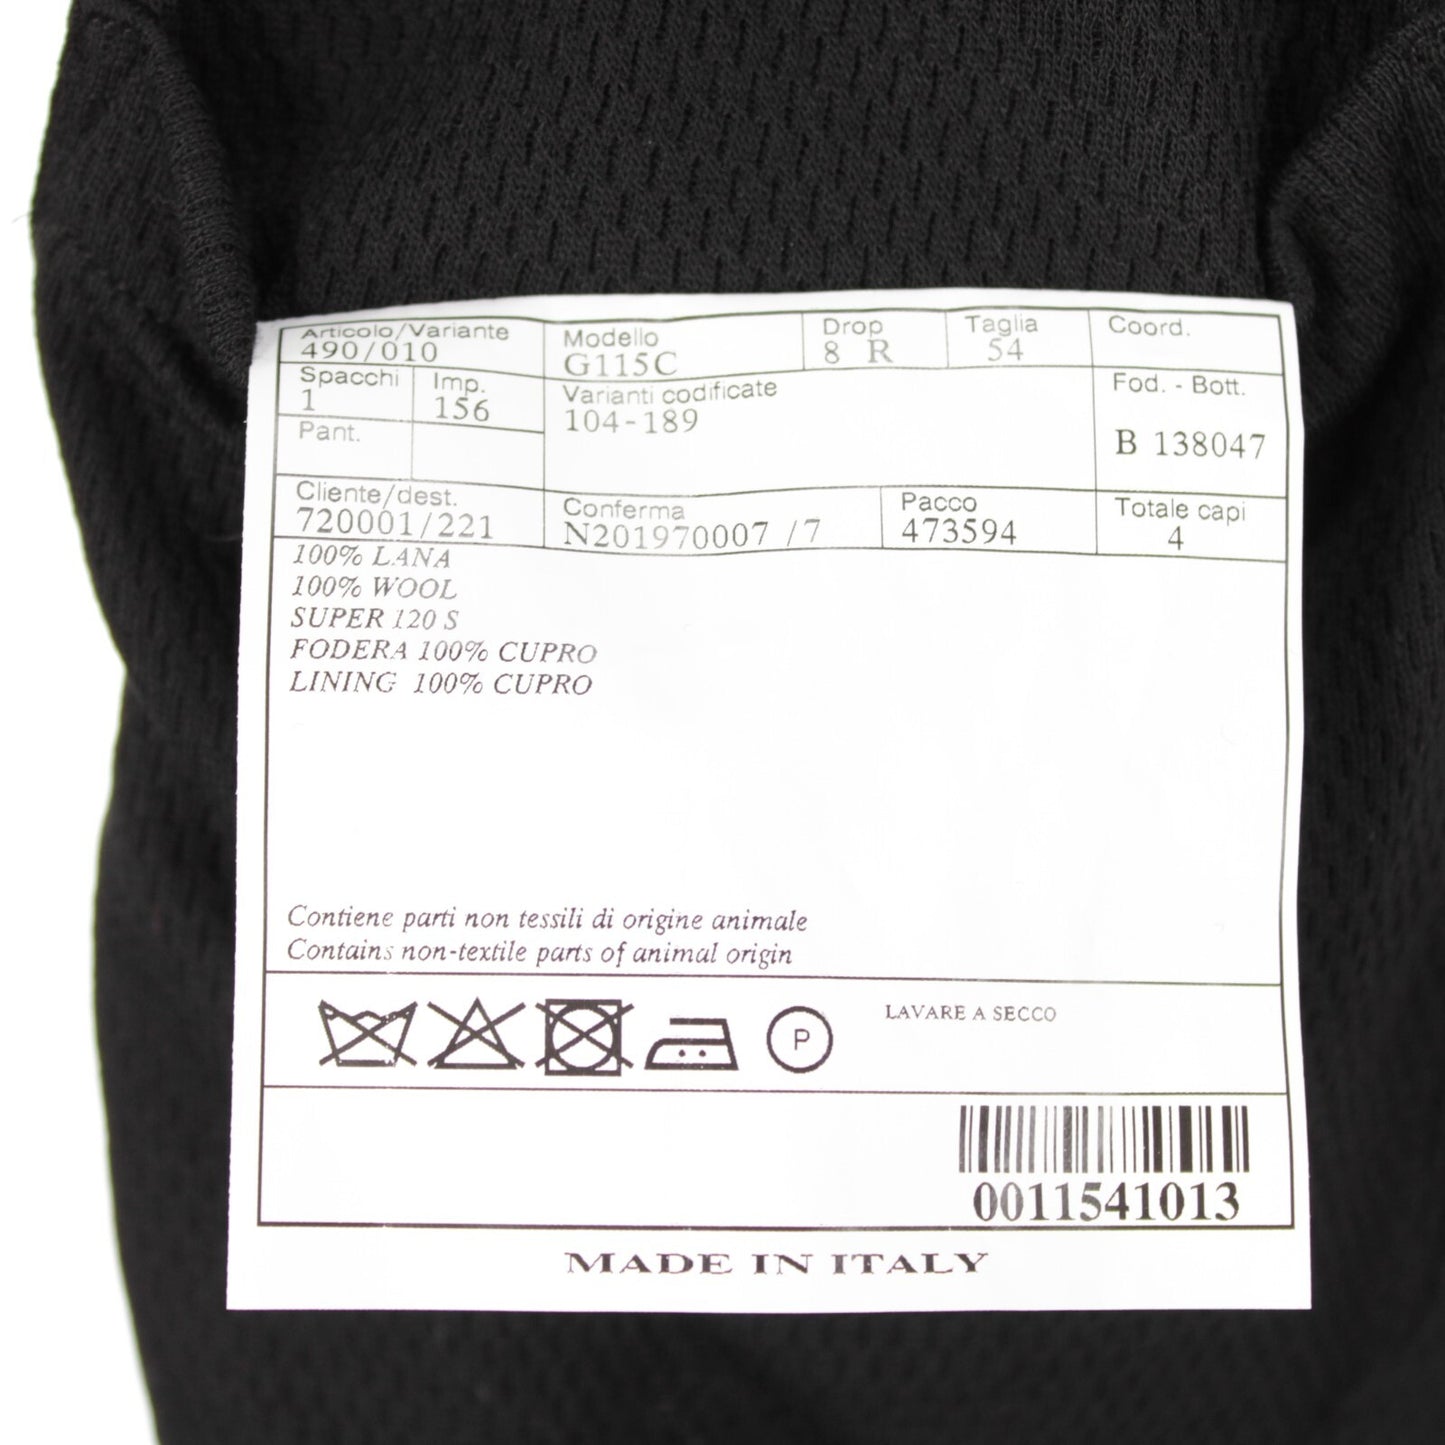 Articolo/Variante Modello Drop Taglia Coord.
490/010 G115C 8 R 54
Spacchi Imp. Varianti codificate Fod. - Bott.
1 156 104-189 B 138047
Pant.
Cliente/dest. Conferma Pacco Totale capi
720001/221 N201970007 /7 473594 4
100% LANA
100% WOOL
SUPER 120 S
FODERA 100% CUPRO
LINING 100% CUPRO
Contiene parti non tessili di origine animale
Contains non-textile parts of animal origin
P LAVARE A SECCO
0011541013
MADE IN ITALY